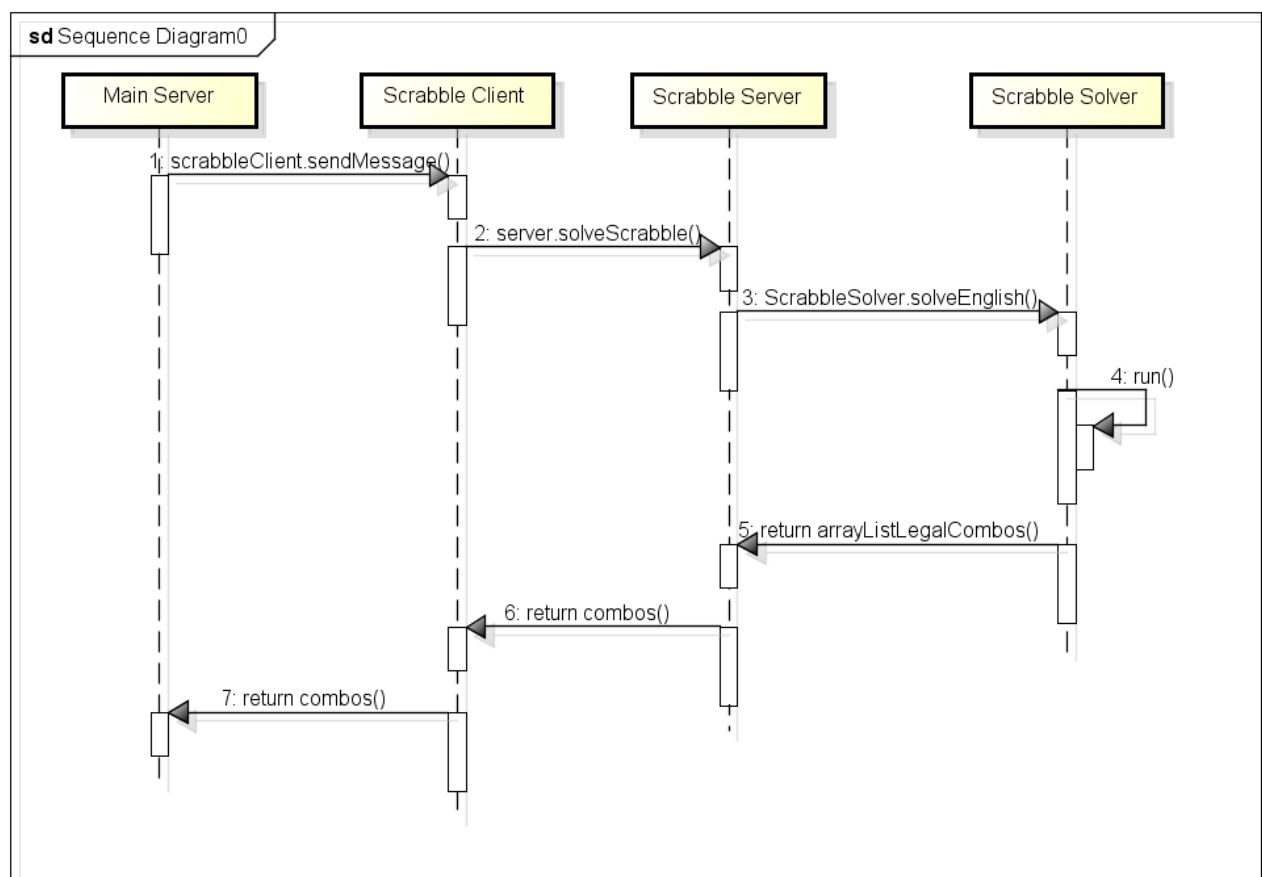 sd Sequence Diagram0
Main Server
Scrabble Client
Scrabble Server
Scrabble Solver
1: scrabbleClient.sendMessage()
2: server.solveScrabble()
3: ScrabbleSolver.solveEnglish()
4: run()
5: return arrayListLegalCombos()
6: return combos()
7: return combos()